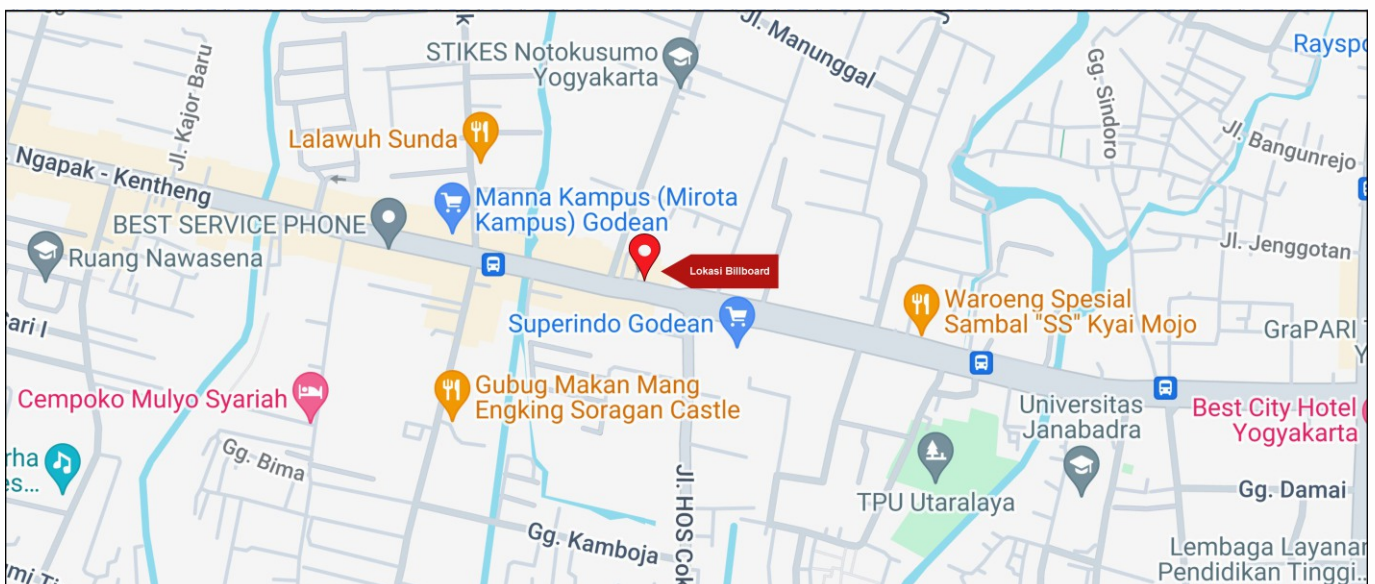 STIKES Notokusumo
Yogyakarta
Jl. Manunggal
Gg. Sindoro
Jl. Kajor Baru
Lalawuh Sunda
Jl. Bangunrejo
Ngapak - Kentheng
Manna Kampus (Mirota
Kampus) Godean
BEST SERVICE PHONE
Ruang Nawasena
Lokasi Billboard
Jl. Jenggotan
Superindo Godean
Waroeng Spesial
Sambal "SS" Kyai Mojo
GraPARI
Cempoko Mulyo Syariah
Gubug Makan Mang
Engking Soragan Castle
Universitas
Janabadra
Best City Hotel
Yogyakarta
Gg. Bima
TPU Utaralaya
Jl. HOS Cok
Gg. Damai
Gg. Kamboja
Lembaga Layanan
Pendidikan Tinggi...